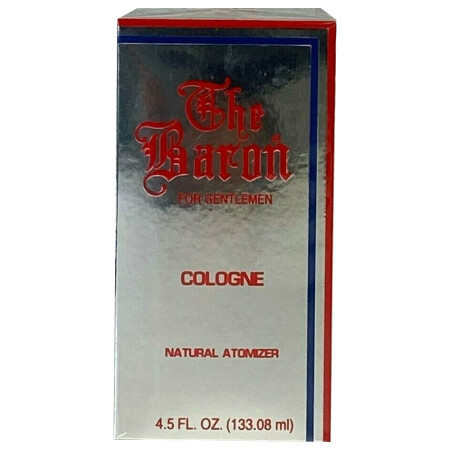 The
Baron
FOR GENTLEMEN
COLOGNE
NATURAL ATOMIZER
4.5 FL. OZ. (133.08 ml)